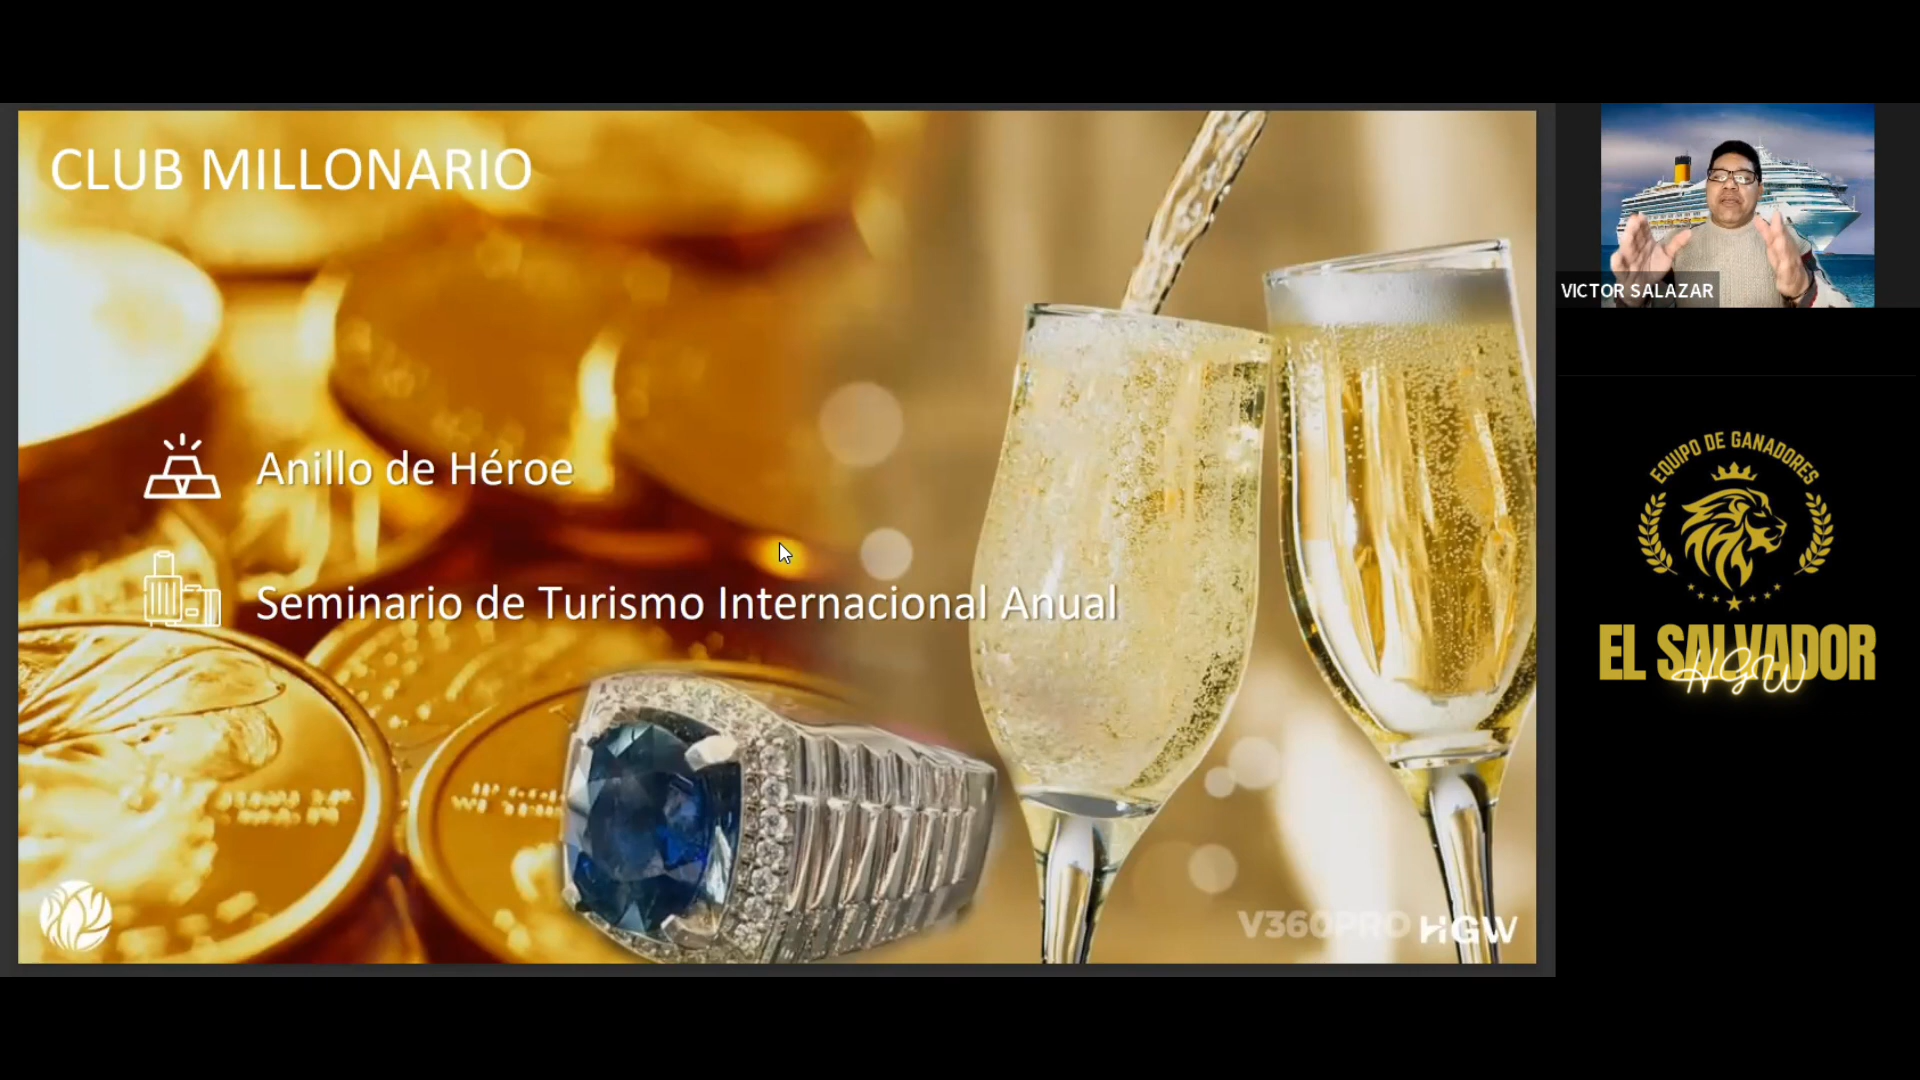 CLUB MILLONARIO
Anillo de Héroe
Seminario de Turismo Internacional Anual
V360PRO HGW
VICTOR SALAZAR
EQUIPO DE GANADORES
EL SALVADOR
HGW